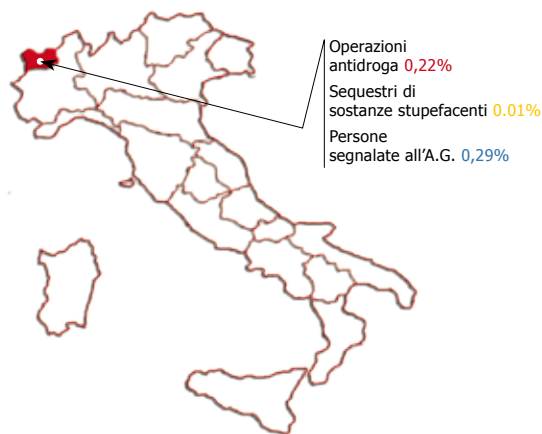 Operazioni
antidroga 0,22%
Sequestri di
sostanze stupefacenti 0.01%
Persone
segnalate all'A.G. 0,29%